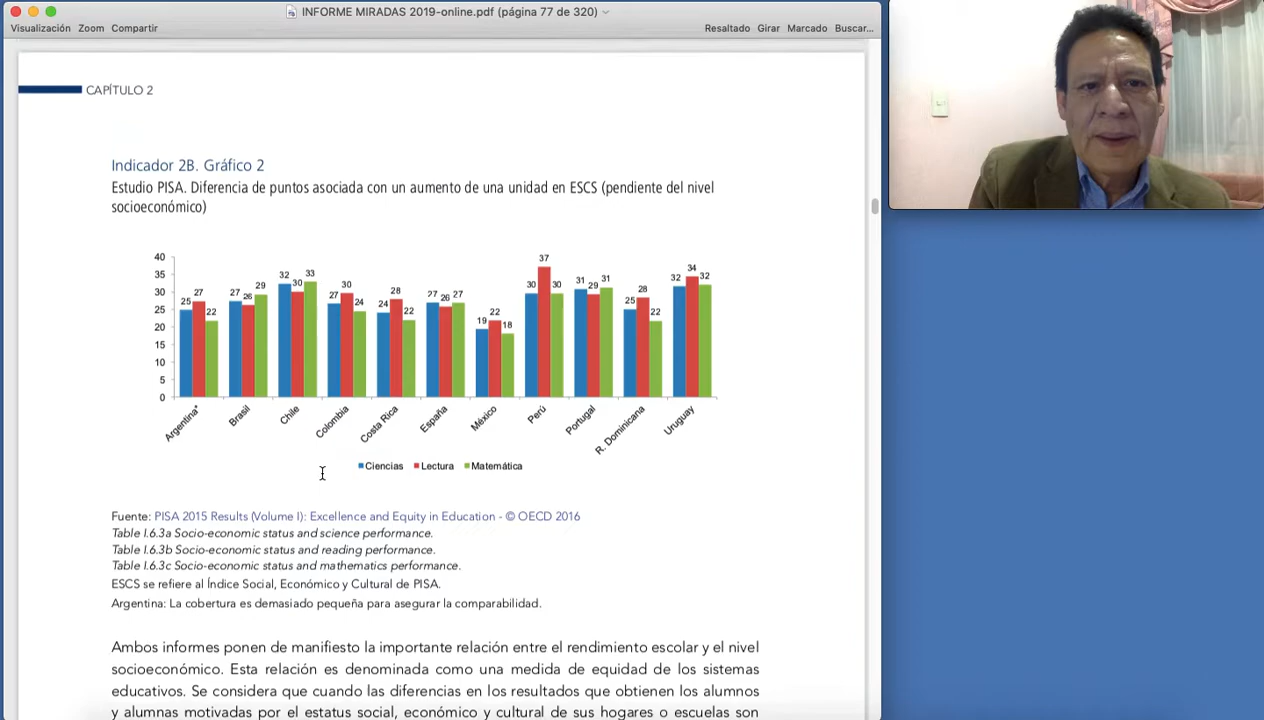 INFORME MIRADAS 2019-online.pdf (página 77 de 320)
Visualización Zoom Compartir Resaltado Girar Marcado Buscar...
CAPÍTULO 2
Indicador 2B. Gráfico 2
Estudio PISA. Diferencia de puntos asociada con un aumento de una unidad en ESCS (pendiente del nivel
socioeconómico)
40
35
30
25
20
15
10
5
0
25 27 22
27 26 29
32 30 33
27 30 24
24 28 22
27 26 27
19 22 18
30 37 30
31 29 31
25 28 22
32 34 32
Argentina* Brasil Chile Colombia Costa Rica España México Perú Portugal R. Dominicana Uruguay
Ciencias Lectura Matemática
Fuente: PISA 2015 Results (Volume I): Excellence and Equity in Education - © OECD 2016
Table I.6.3a Socio-economic status and science performance.
Table I.6.3b Socio-economic status and reading performance.
Table I.6.3c Socio-economic status and mathematics performance.
ESCS se refiere al Índice Social, Económico y Cultural de PISA.
Argentina: La cobertura es demasiado pequeña para asegurar la comparabilidad.
Ambos informes ponen de manifiesto la importante relación entre el rendimiento escolar y el nivel
socioeconómico. Esta relación es denominada como una medida de equidad de los sistemas
educativos. Se considera que cuando las diferencias en los resultados que obtienen los alumnos
y alumnas motivadas por el estatus social, económico y cultural de sus hogares o escuelas son